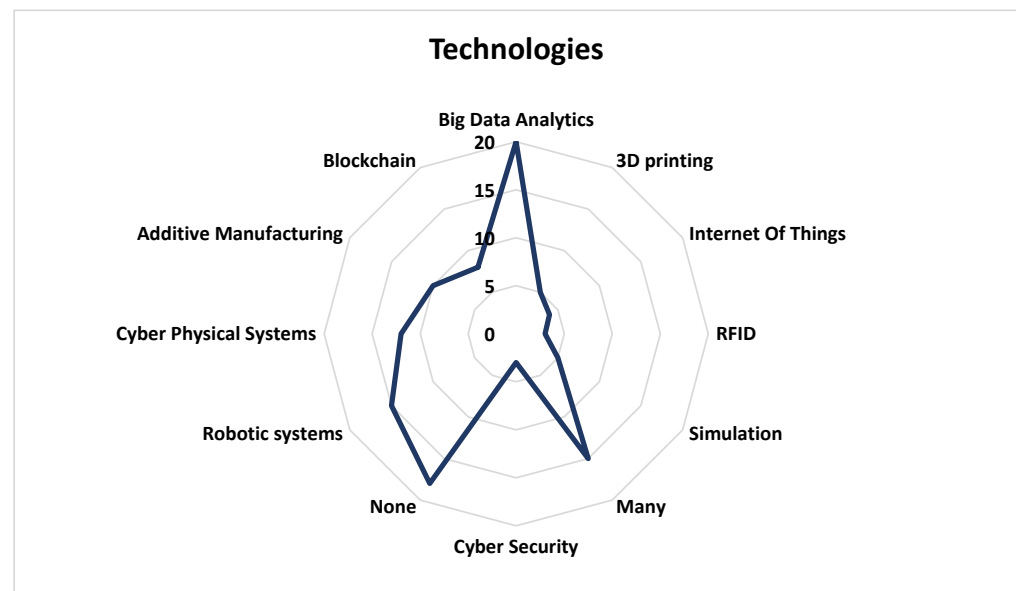 Technologies
Big Data Analytics
20
Blockchain
3D printing
15
Additive Manufacturing
10
Internet Of Things
5
Cyber Physical Systems
0
RFID
Robotic systems
Simulation
None
Many
Cyber Security